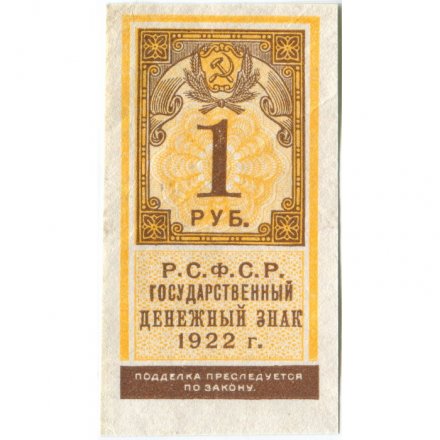 1
РУБ.
Р.С.Ф.С.Р.
ГОСУДАРСТВЕННЫЙ
ДЕНЕЖНЫЙ ЗНАК
1922 г.
ПОДДЕЛКА ПРЕСЛЕДУЕТСЯ
ПО ЗАКОНУ.